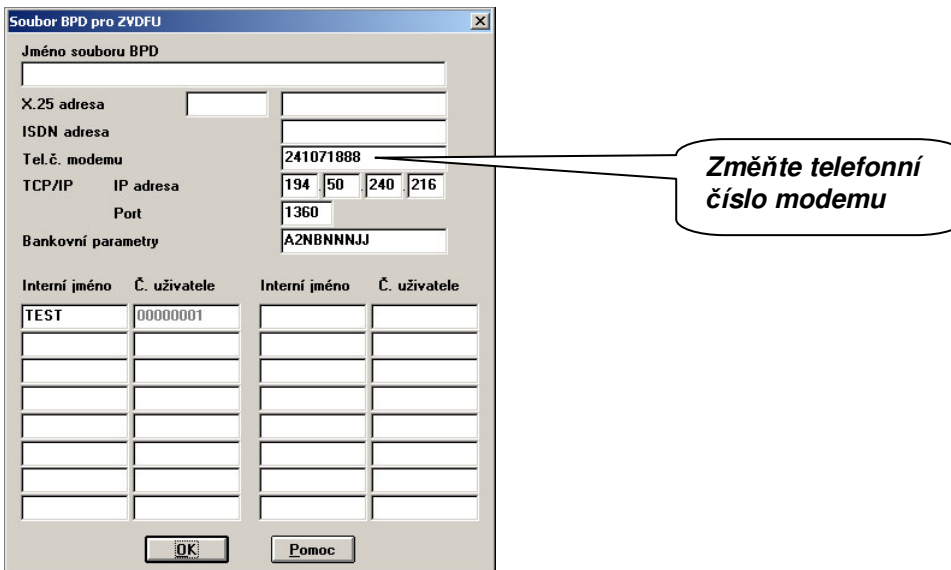 Soubor BPD pro ZVDFU
Jméno souboru BPD
X.25 adresa
ISDN adresa
Tel.č. modemu 241071888
TCP/IP IP adresa 194 . 50 . 240 . 216
Port 1360
Bankovní parametry A2NBNNNJJ
Změňte telefonní
číslo modemu
Interní jméno Č. uživatele Interní jméno Č. uživatele
TEST 00000001
OK Pomoc